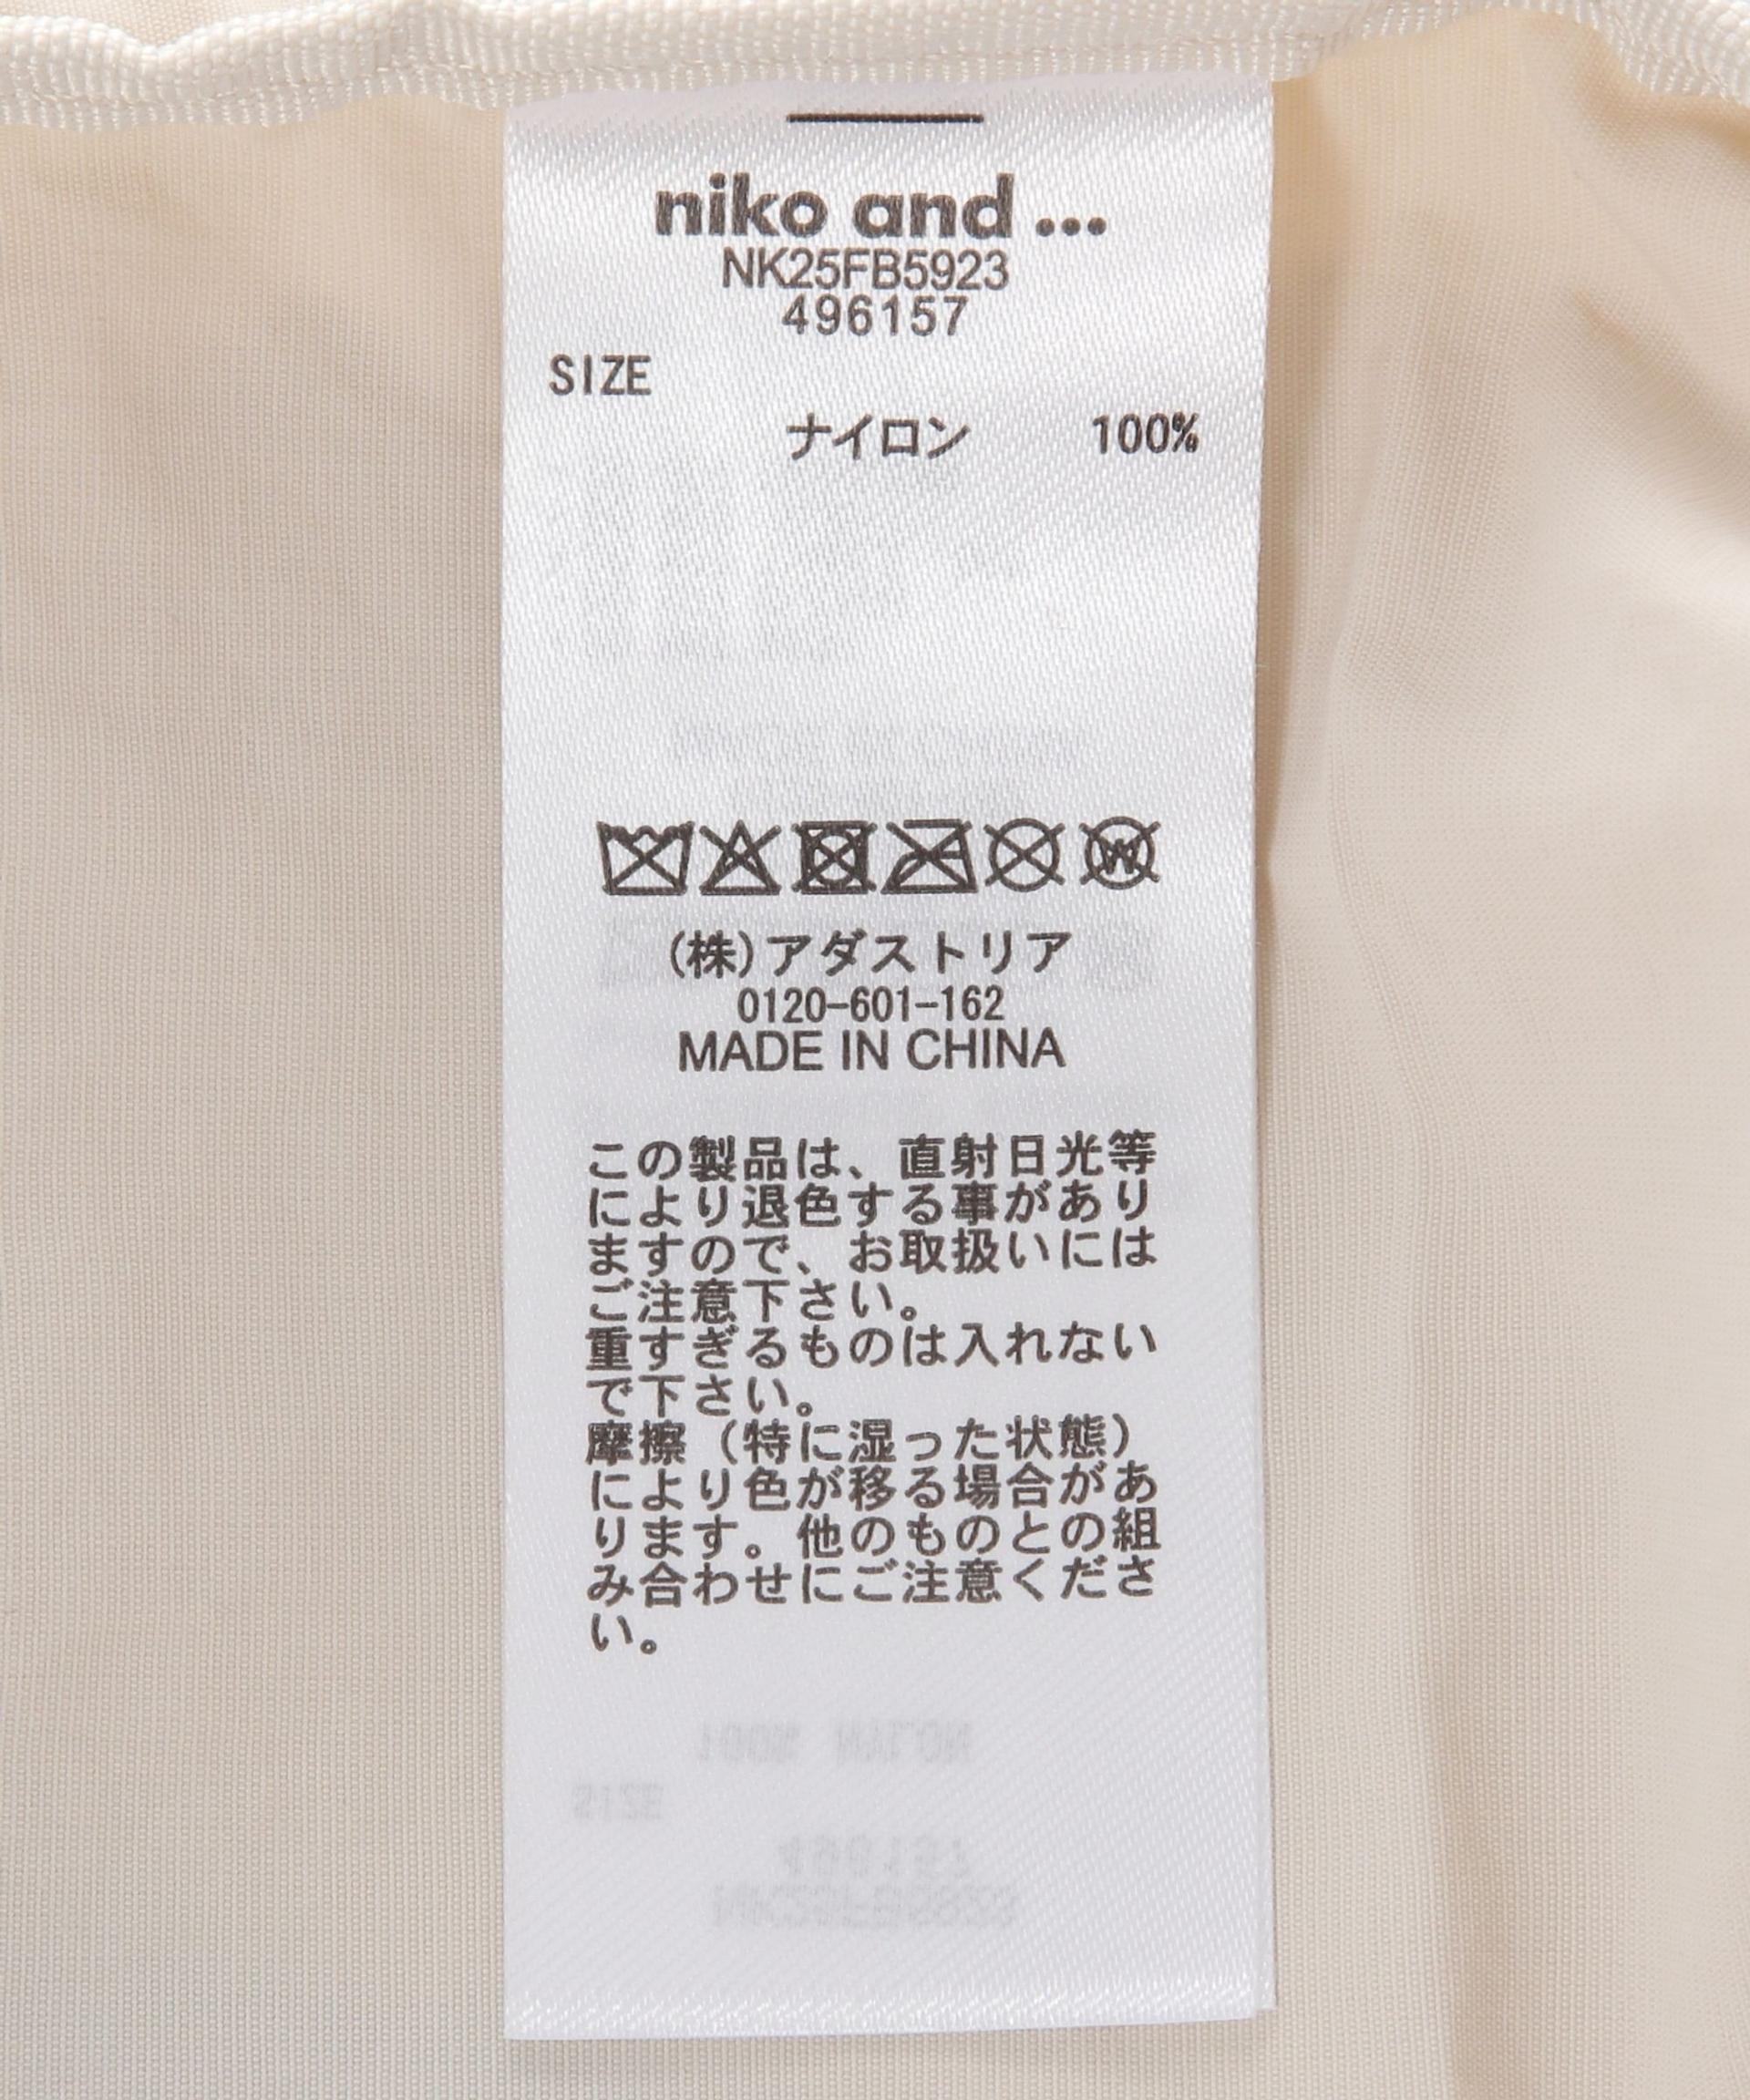 niko and ...
NK25FB5923
496157
SIZE
ナイロン 100%
W
(株)アダストリア
0120-601-162
MADE IN CHINA
この製品は、直射日光等
により退色する事があり
ますので、お取扱いには
ご注意下さい。
重すぎるものは入れない
で下さい。
摩擦（特に湿った状態）
により色が移る場合があ
ります。他のものとの組
み合わせにご注意くださ
い。
100% NYLON
SIZE
496157
NK25FB5923